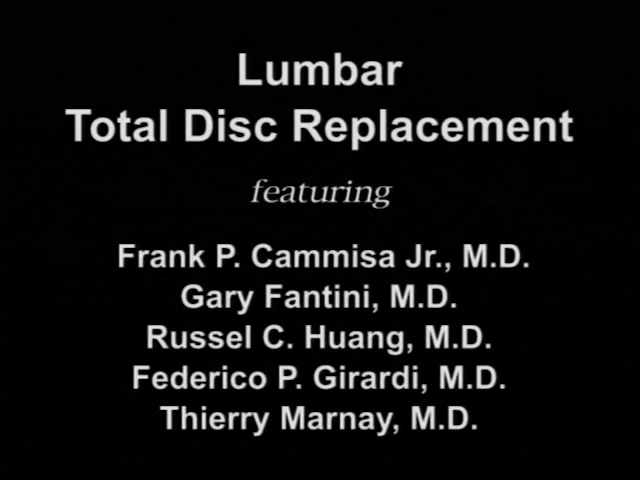 Lumbar
Total Disc Replacement
featuring
Frank P. Cammisa Jr., M.D.
Gary Fantini, M.D.
Russel C. Huang, M.D.
Federico P. Girardi, M.D.
Thierry Marnay, M.D.